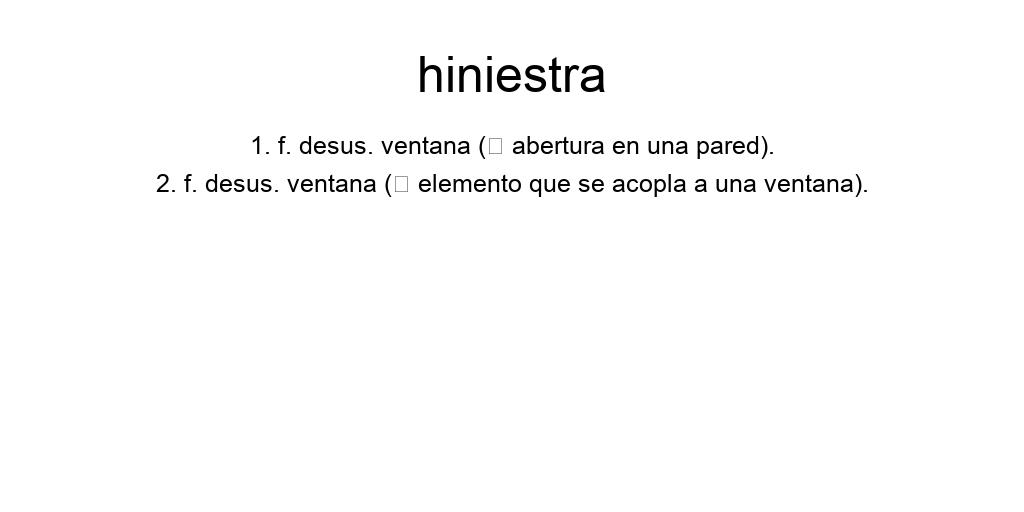 hiniestra
1. f. desus. ventana (□ abertura en una pared).
2. f. desus. ventana (□ elemento que se acopla a una ventana).